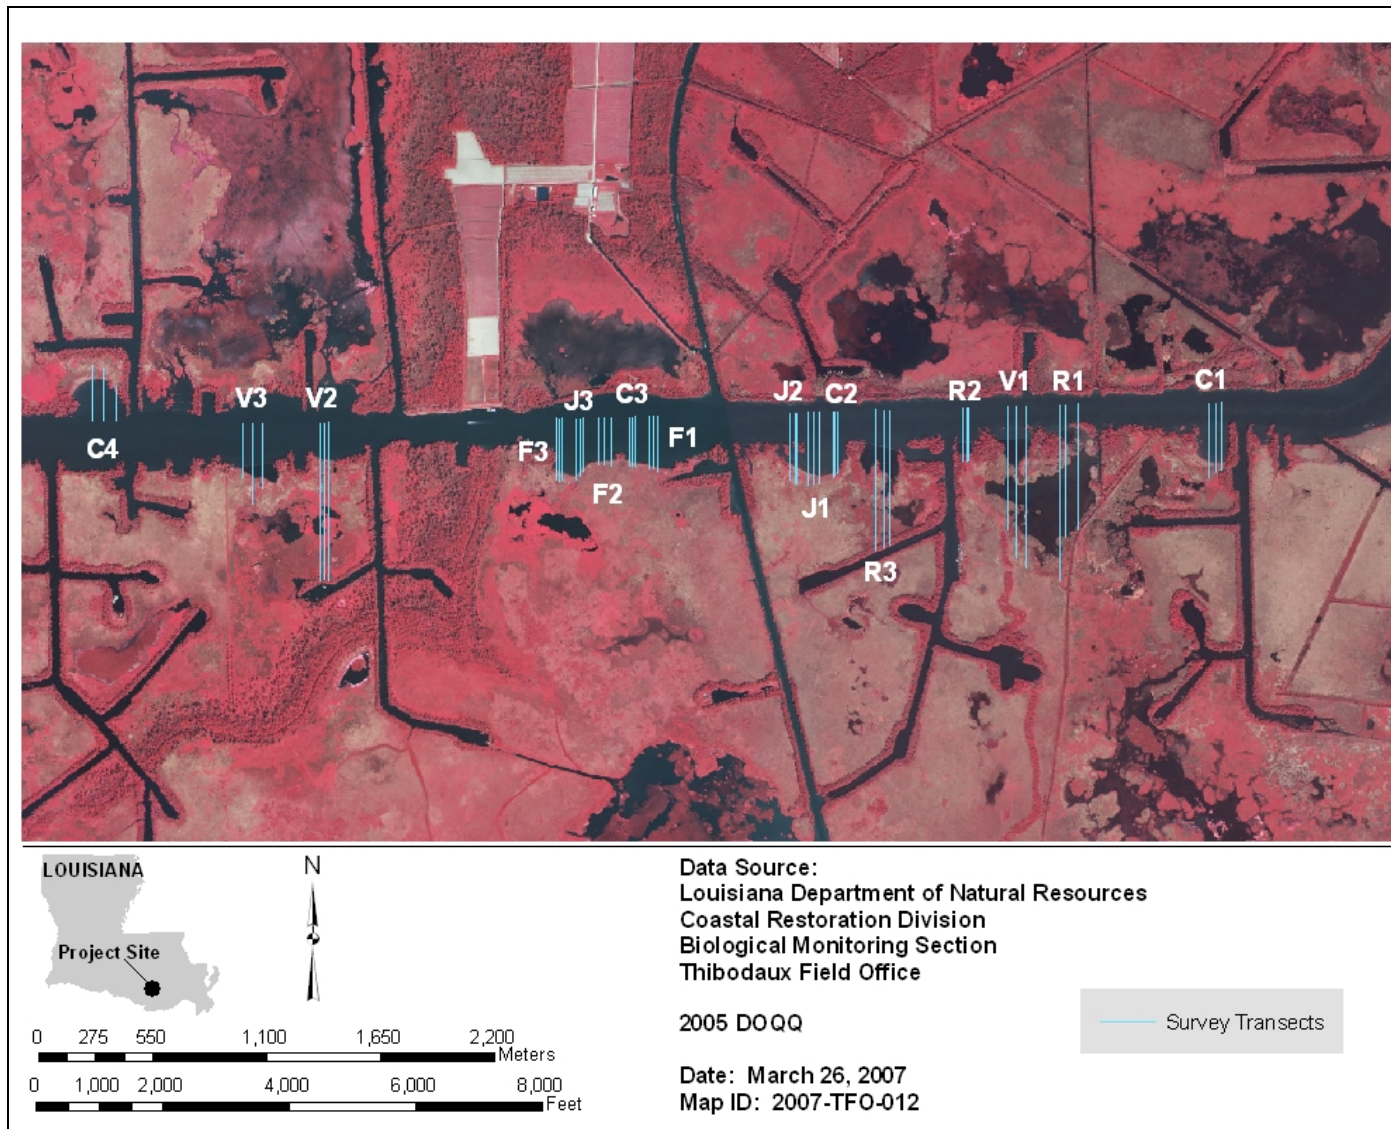 V3
V2
C4
J3
C3
F3
F1
F2
J2
C2
J1
R3
R2
V1
R1
C1
LOUISIANA
Project Site
N
0 275 550 1,100 1,650 2,200
Meters
0 1,000 2,000 4,000 6,000 8,000
Feet
Data Source:
Louisiana Department of Natural Resources
Coastal Restoration Division
Biological Monitoring Section
Thibodaux Field Office
2005 DOQQ
Date: March 26, 2007
Map ID: 2007-TFO-012
Survey Transects